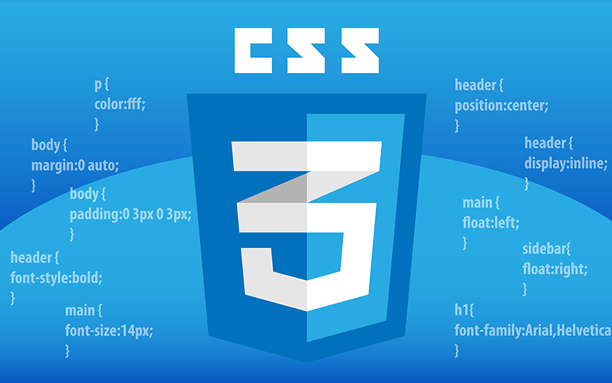 CSS
3
p {
color:fff;
}
body {
margin:0 auto;
}
body {
padding:0 3px 0 3px;
}
header {
font-style:bold;
}
main {
font-size:14px;
}
header {
position:center;
}
header {
display:inline;
}
main {
float:left;
}
sidebar{
float:right;
}
h1{
font-family:Arial,Helvetica
}